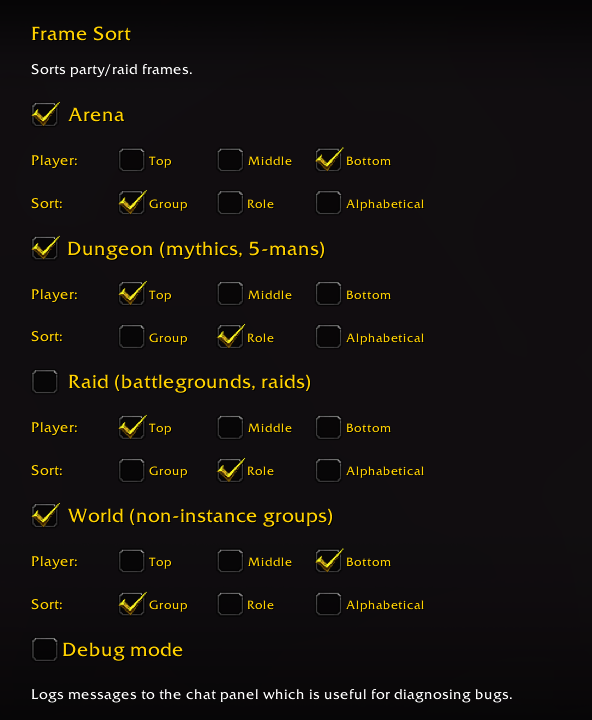 Frame Sort
Sorts party/raid frames.
Arena
Player: Top Middle Bottom
Sort: Group Role Alphabetical
Dungeon (mythics, 5-mans)
Player: Top Middle Bottom
Sort: Group Role Alphabetical
Raid (battlegrounds, raids)
Player: Top Middle Bottom
Sort: Group Role Alphabetical
World (non-instance groups)
Player: Top Middle Bottom
Sort: Group Role Alphabetical
Debug mode
Logs messages to the chat panel which is useful for diagnosing bugs.